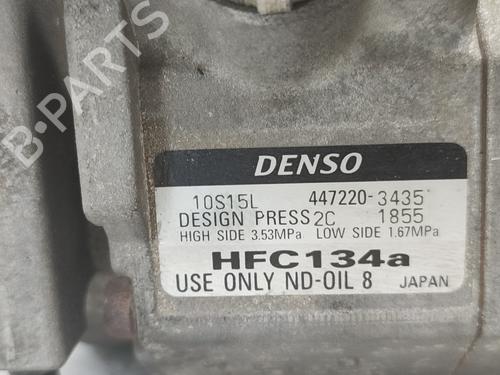 B-PARTS
DENSO
10S15L 447220-3435
DESIGN PRESS 2C 1855
HIGH SIDE 3.53MPa LOW SIDE 1.67MPa
HFC134a
USE ONLY ND-OIL 8 JAPAN